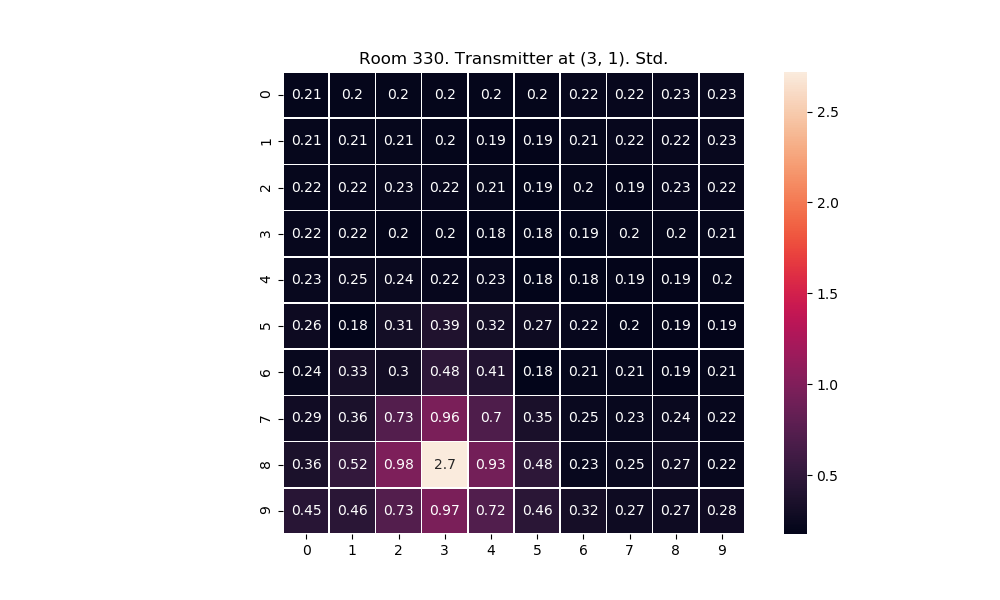 Room 330. Transmitter at (3, 1). Std.
0 0.21 0.2 0.2 0.2 0.2 0.2 0.22 0.22 0.23 0.23
1 0.21 0.21 0.21 0.2 0.19 0.19 0.21 0.22 0.22 0.23
2 0.22 0.22 0.23 0.22 0.21 0.19 0.2 0.19 0.23 0.22
3 0.22 0.22 0.2 0.2 0.18 0.18 0.19 0.2 0.2 0.21
4 0.23 0.25 0.24 0.22 0.23 0.18 0.18 0.19 0.19 0.2
5 0.26 0.18 0.31 0.39 0.32 0.27 0.22 0.2 0.19 0.19
6 0.24 0.33 0.3 0.48 0.41 0.18 0.21 0.21 0.19 0.21
7 0.29 0.36 0.73 0.96 0.7 0.35 0.25 0.23 0.24 0.22
8 0.36 0.52 0.98 2.7 0.93 0.48 0.23 0.25 0.27 0.22
9 0.45 0.46 0.73 0.97 0.72 0.46 0.32 0.27 0.27 0.28
0 1 2 3 4 5 6 7 8 9
2.5
2.0
1.5
1.0
0.5